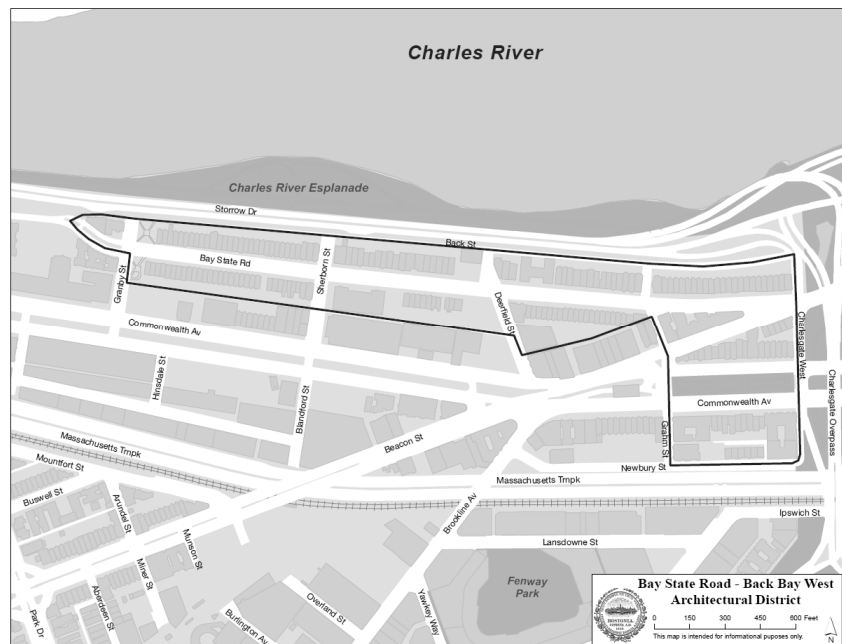 Charles River
Charles River Esplanade
Storrow Dr
Back St
Bay State Rd
Sherborn St
Granby St
Deerfield St
Commonwealth Av
Charlesgate West
Hinsdale St
Blandford St
Charlesgate Overpass
Commonwealth Av
Beacon St
Grahm St
Massachusetts Trnpk
Mountfort St
Newbury St
Massachusetts Trnpk
Buswell St
Arundel St
Brookline Av
Ipswich St
Munson St
Lansdowne St
Miner St
Aberdeen St
Overland St
Fenway
Park
Park Dr
Burlington Av
Yawkey Way
Bay State Road - Back Bay West
Architectural District
0 150 300 450 600 Feet
This map is intended for informational purposes only.
N